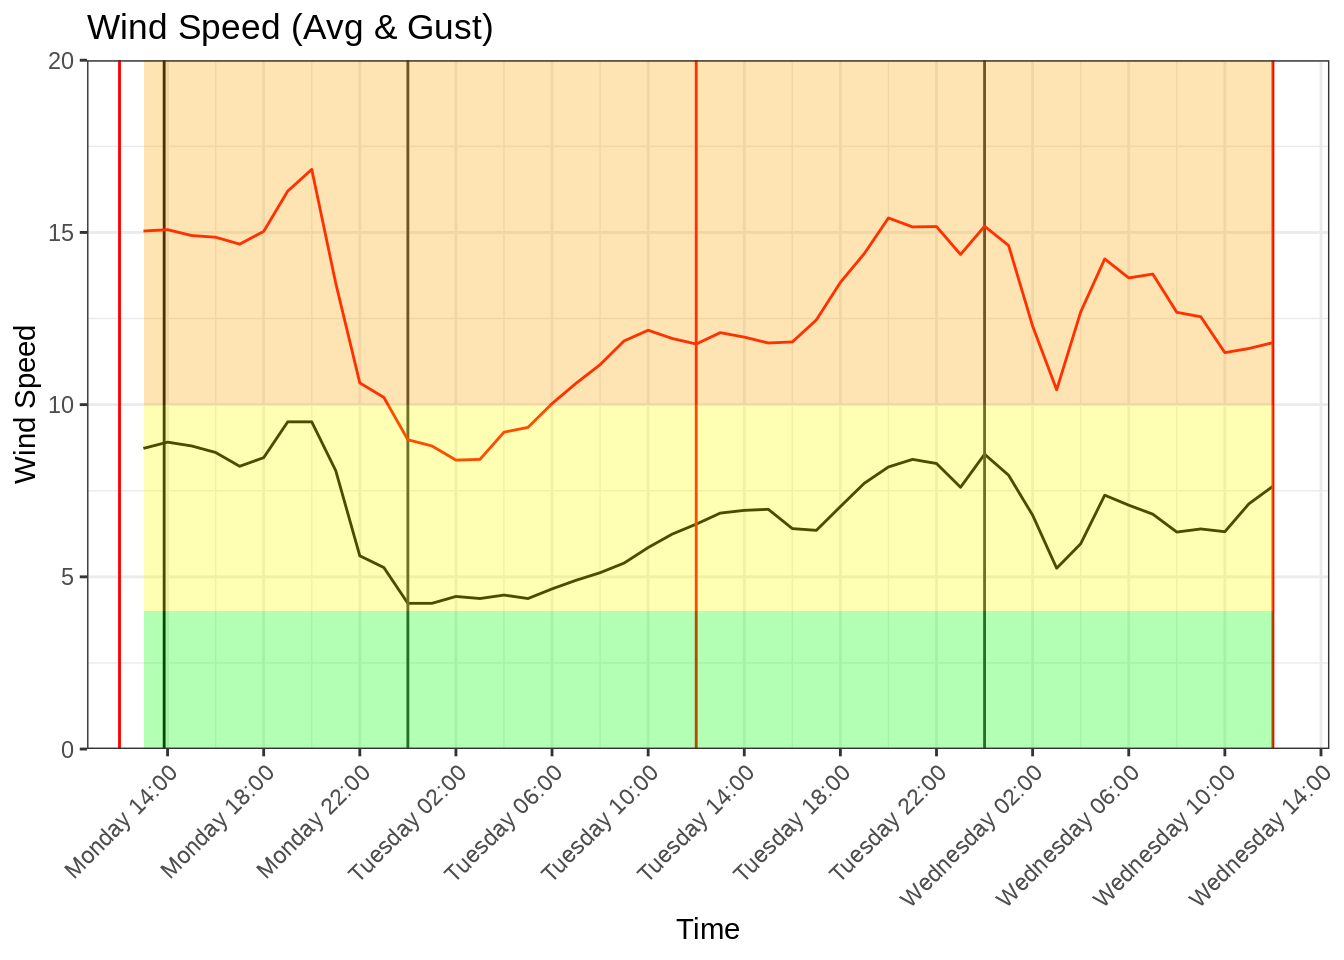 Wind Speed (Avg & Gust)
20
15
10
5
0
Wind Speed
Monday 14:00
Monday 18:00
Monday 22:00
Tuesday 02:00
Tuesday 06:00
Tuesday 10:00
Tuesday 14:00
Tuesday 18:00
Tuesday 22:00
Wednesday 02:00
Wednesday 06:00
Wednesday 10:00
Wednesday 14:00
Time